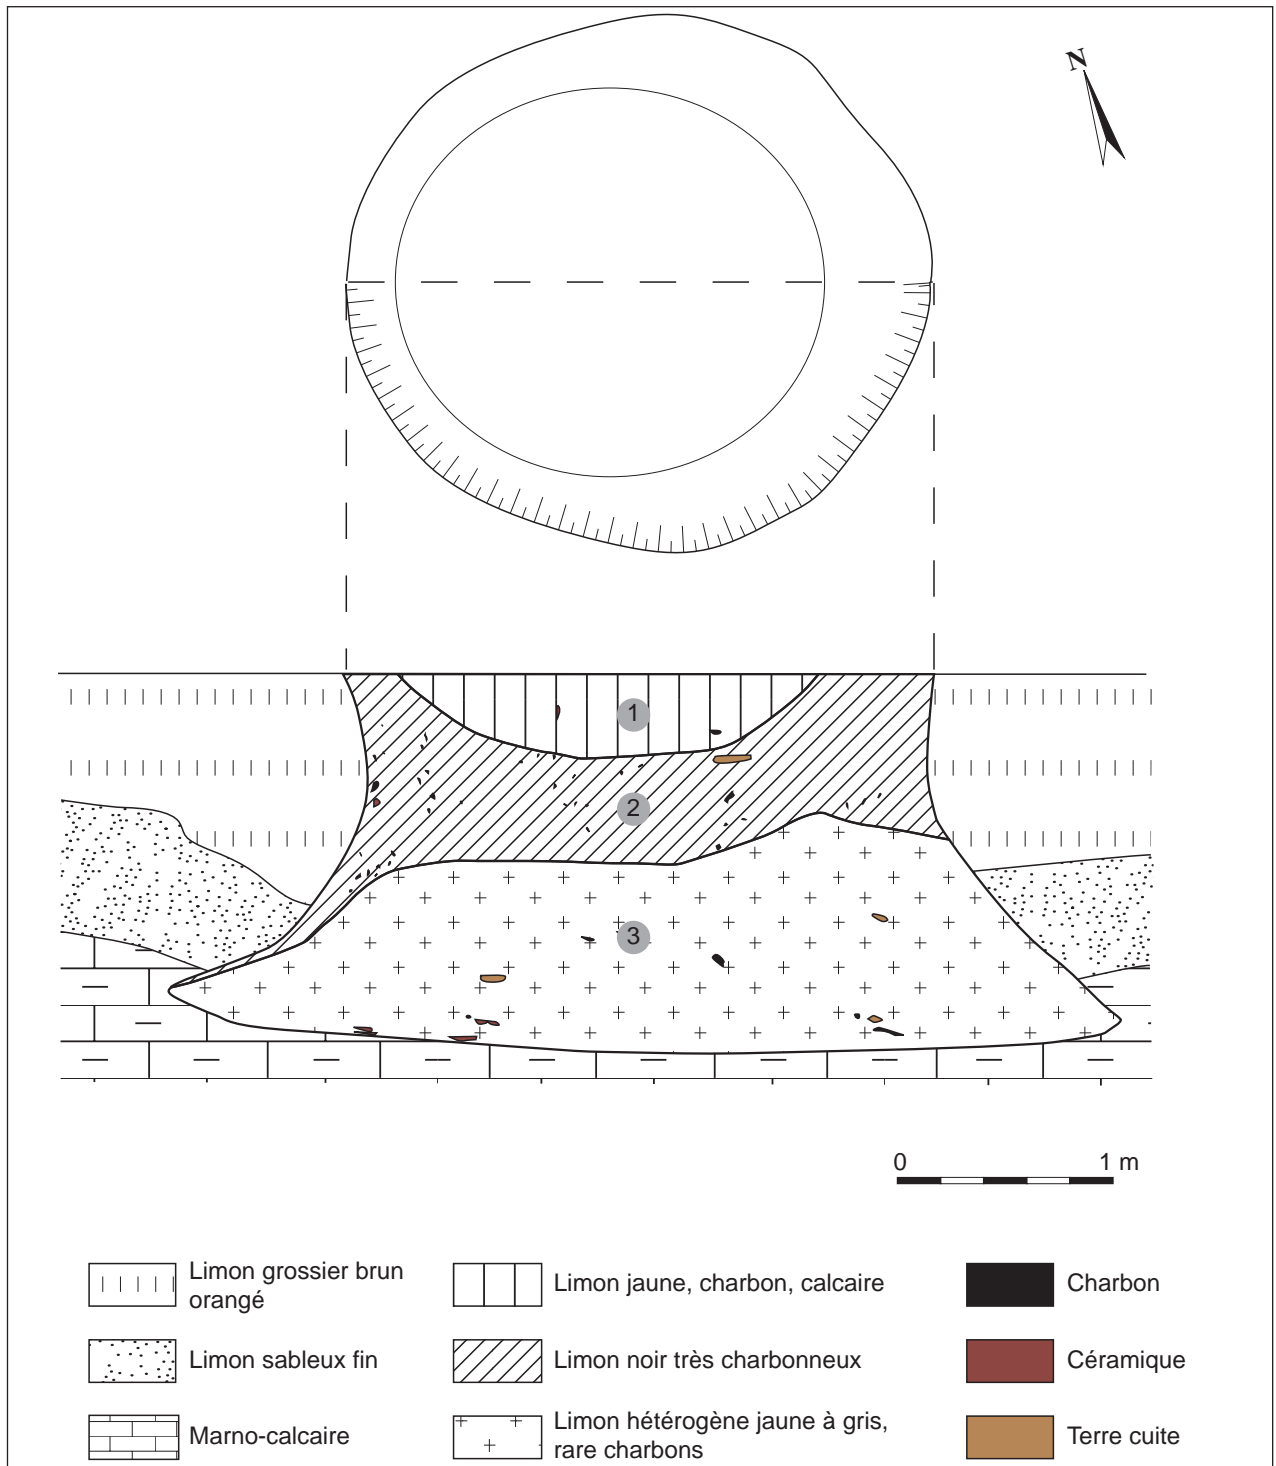 N
1
2
3
0 1 m
Limon grossier brun
orangé
Limon jaune, charbon, calcaire
Charbon
Limon sableux fin
Limon noir très charbonneux
Céramique
Marno-calcaire
Limon hétérogène jaune à gris,
rare charbons
Terre cuite